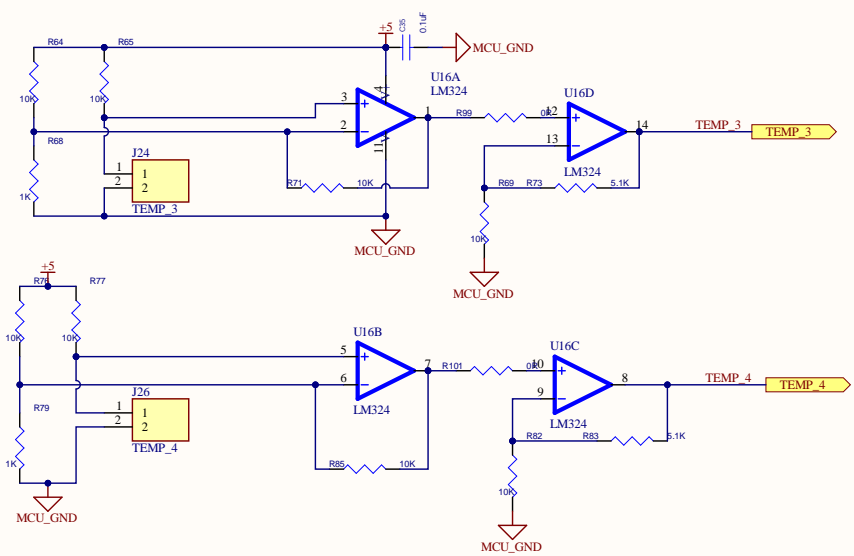 +5
C35
0.1uF
MCU_GND
R64
R65
10K
10K
U16A
LM324
4
V
3
+
2
−
1
11
V
R99
0R
U16D
12
+
13
−
14
LM324
TEMP_3
TEMP_3
R68
1K
J24
1
1
2
2
TEMP_3
R71
10K
R69
R73
5.1K
10K
MCU_GND
MCU_GND
+5
R76
R77
10K
10K
U16B
5
+
6
−
7
LM324
R101
0R
U16C
10
+
9
−
8
LM324
TEMP_4
TEMP_4
R79
1K
J26
1
1
2
2
TEMP_4
R85
10K
R82
R83
5.1K
10K
MCU_GND
MCU_GND